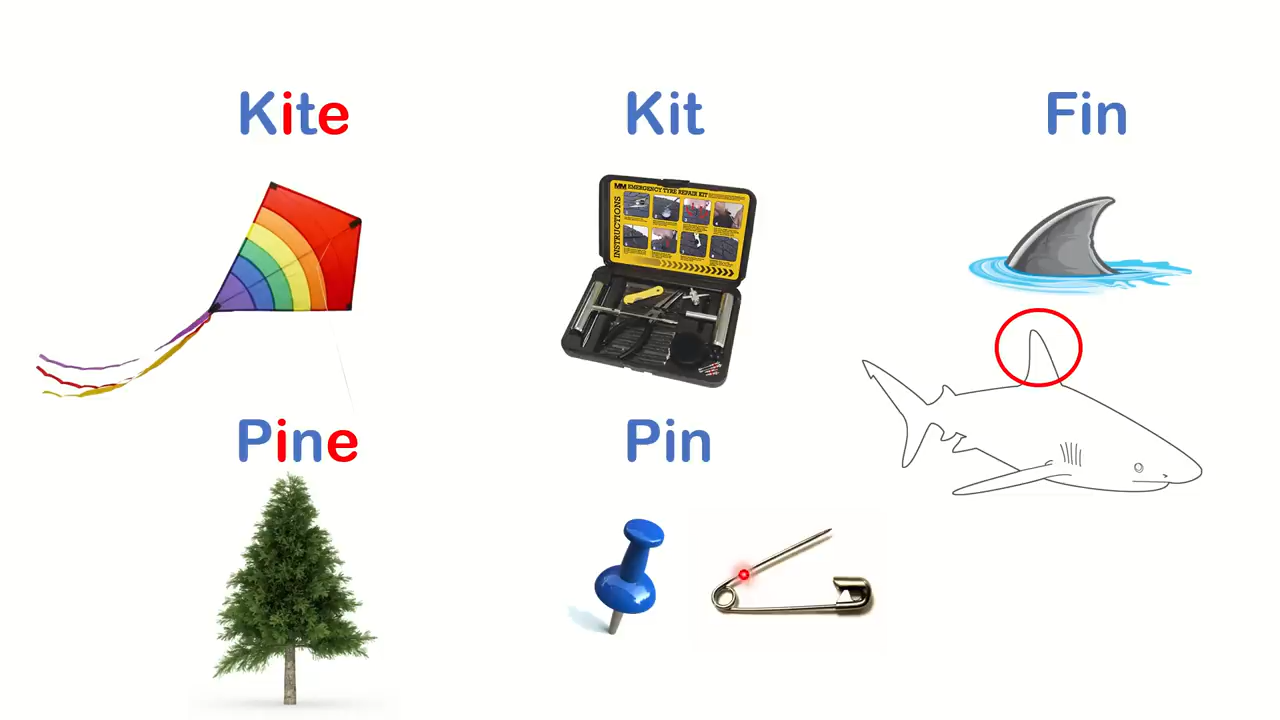 Kite
Kit
Fin
MM EMERGENCY TYRE REPAIR KIT
INSTRUCTIONS
Pine
Pin